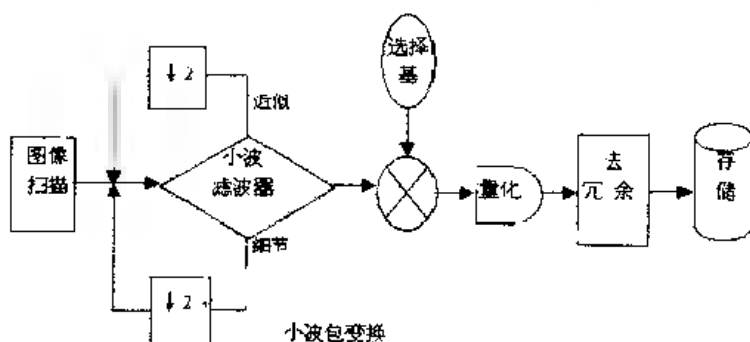 ↓ 2
近似
选择
基
图像
扫描
小波
滤波器
量化
去
冗余
存
储
细节
↓ 2
小波包变换